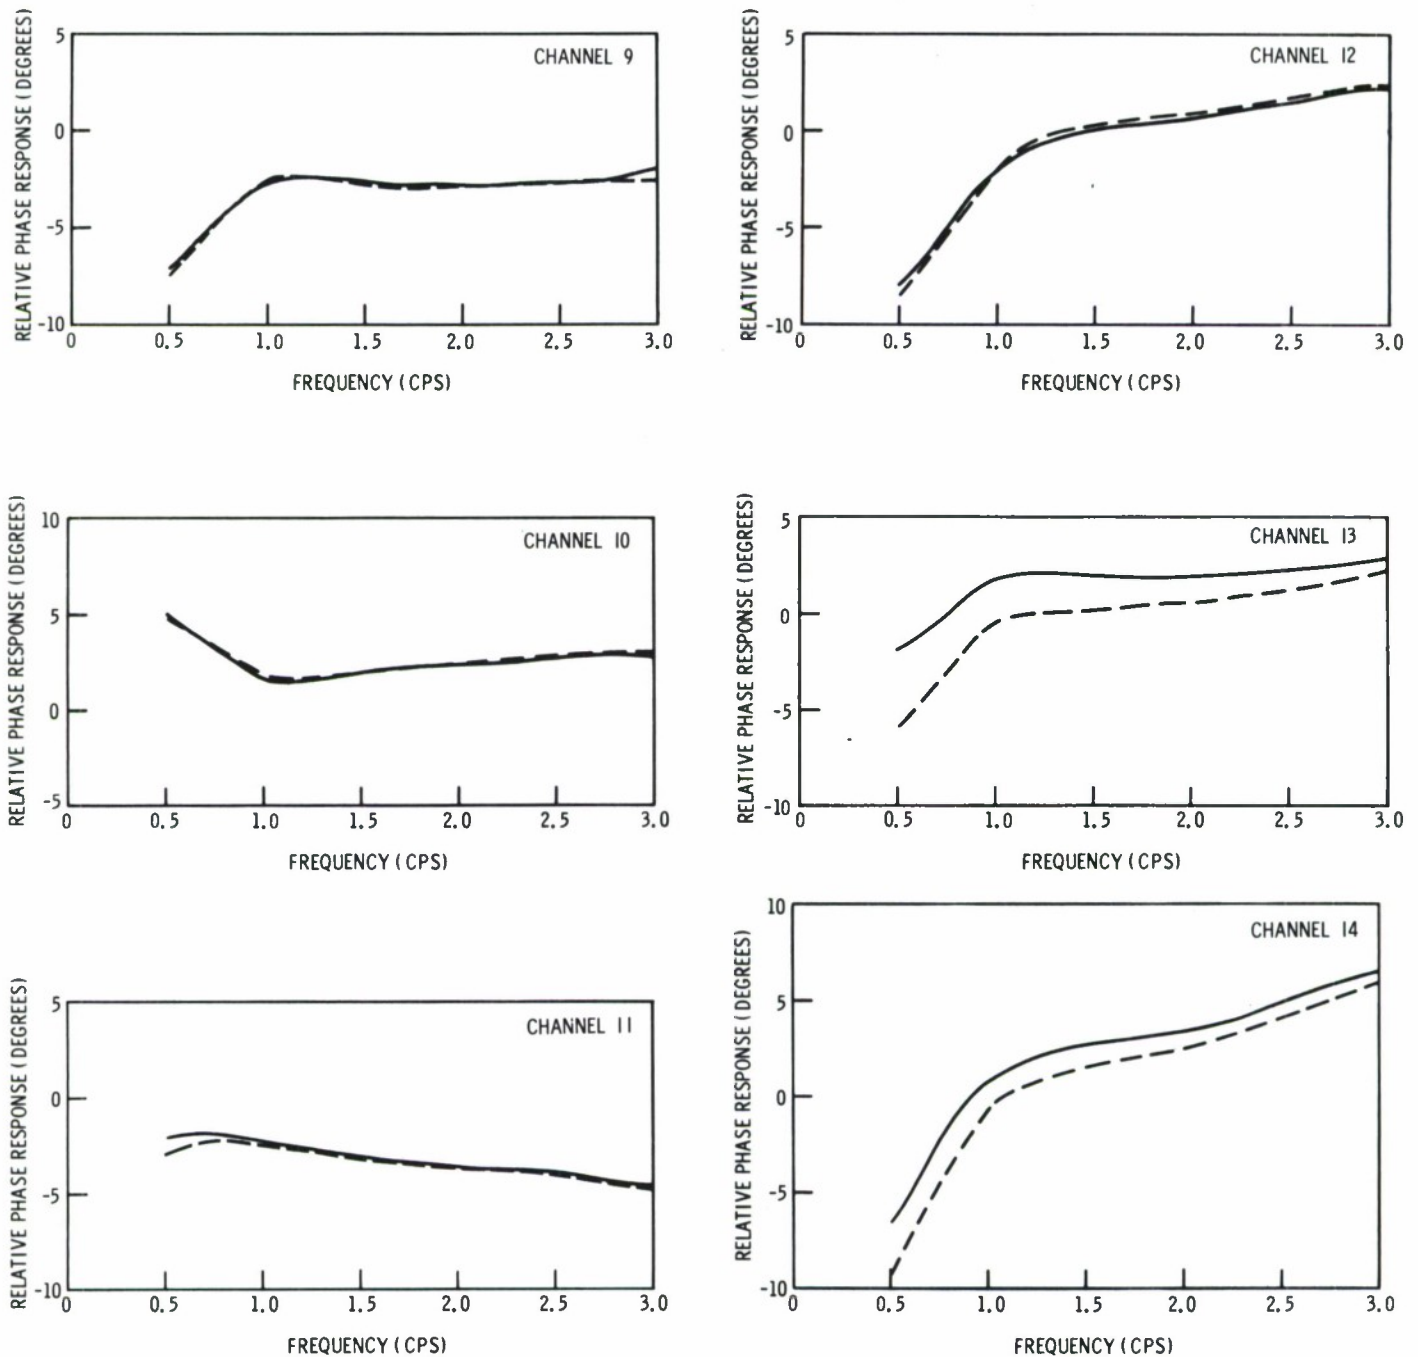 RELATIVE PHASE RESPONSE (DEGREES)
5
0
-5
-10
CHANNEL 9
0 0.5 1.0 1.5 2.0 2.5 3.0
FREQUENCY (CPS)
RELATIVE PHASE RESPONSE (DEGREES)
5
0
-5
-10
CHANNEL 12
0 0.5 1.0 1.5 2.0 2.5 3.0
FREQUENCY (CPS)
RELATIVE PHASE RESPONSE (DEGREES)
10
5
0
-5
CHANNEL 10
0 0.5 1.0 1.5 2.0 2.5 3.0
FREQUENCY (CPS)
RELATIVE PHASE RESPONSE (DEGREES)
5
0
-5
-10
CHANNEL 13
0 0.5 1.0 1.5 2.0 2.5 3.0
FREQUENCY (CPS)
RELATIVE PHASE RESPONSE (DEGREES)
5
0
-5
-10
CHANNEL 11
0 0.5 1.0 1.5 2.0 2.5 3.0
FREQUENCY (CPS)
RELATIVE PHASE RESPONSE (DEGREES)
10
5
0
-5
-10
CHANNEL 14
0 0.5 1.0 1.5 2.0 2.5 3.0
FREQUENCY (CPS)